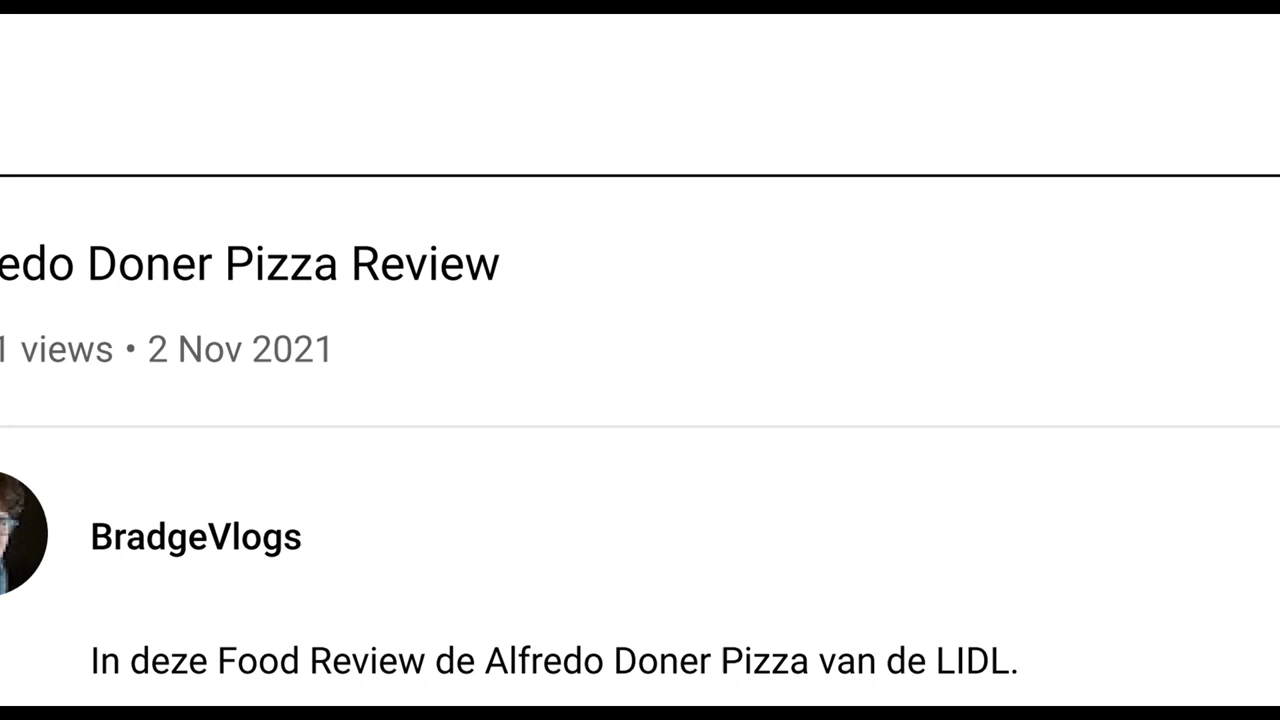 edo Doner Pizza Review
1 views • 2 Nov 2021
BradgeVlogs
In deze Food Review de Alfredo Doner Pizza van de LIDL.